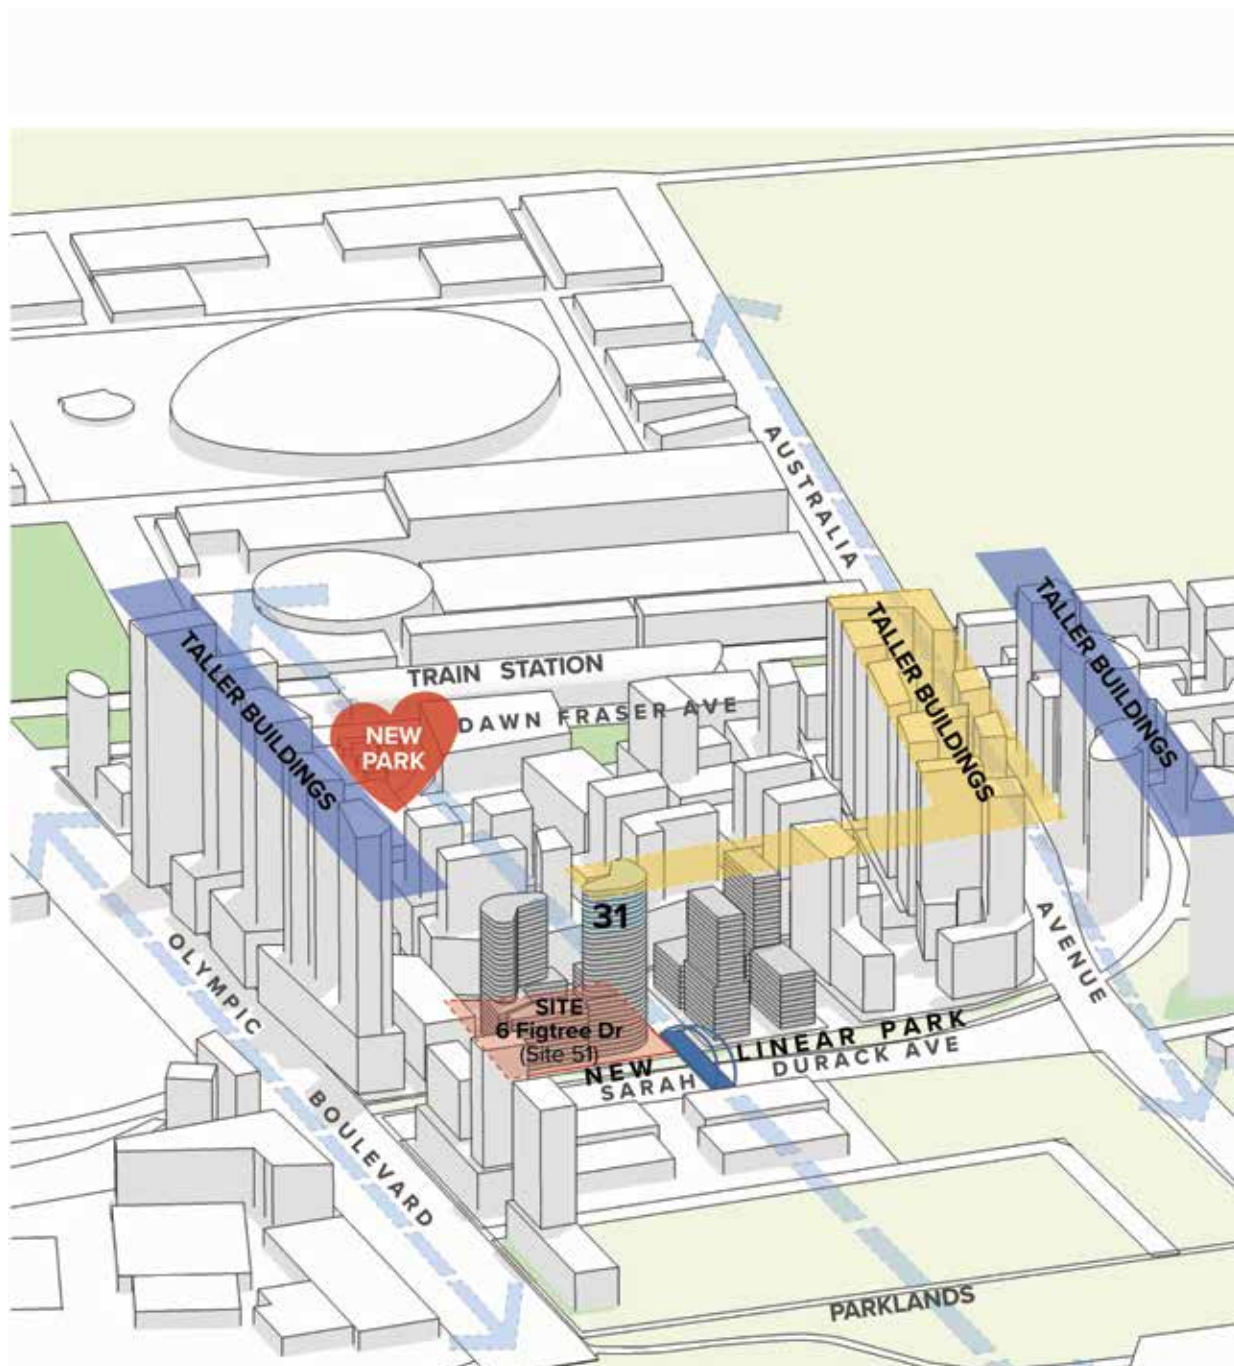 AUSTRALIA
TALLER BUILDINGS
TALLER BUILDINGS
TALLER BUILDINGS
TRAIN STATION
DAWN FRASER AVE
NEW
PARK
31
AVENUE
OLYMPIC
SITE
6 Figtree Dr
(Site 51)
NEW LINEAR PARK
SARAH DURACK AVE
BOULEVARD
PARKLANDS